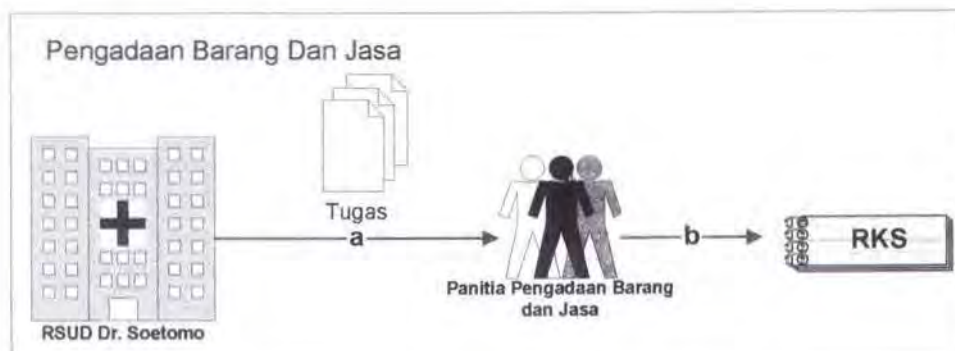 Pengadaan Barang Dan Jasa
Tugas
a
b
RKS
Panitia Pengadaan Barang
dan Jasa
RSUD Dr. Soetomo